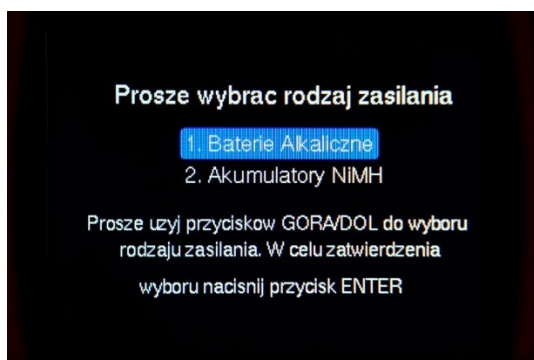 Prosze wybrac rodzaj zasilania
1. Baterie Alkaliczne
2. Akumulatory NiMH
Prosze uzyj przyciskow GORA/DOL do wyboru
rodzaju zasilania. W celu zatwierdzenia
wyboru nacisnij przycisk ENTER